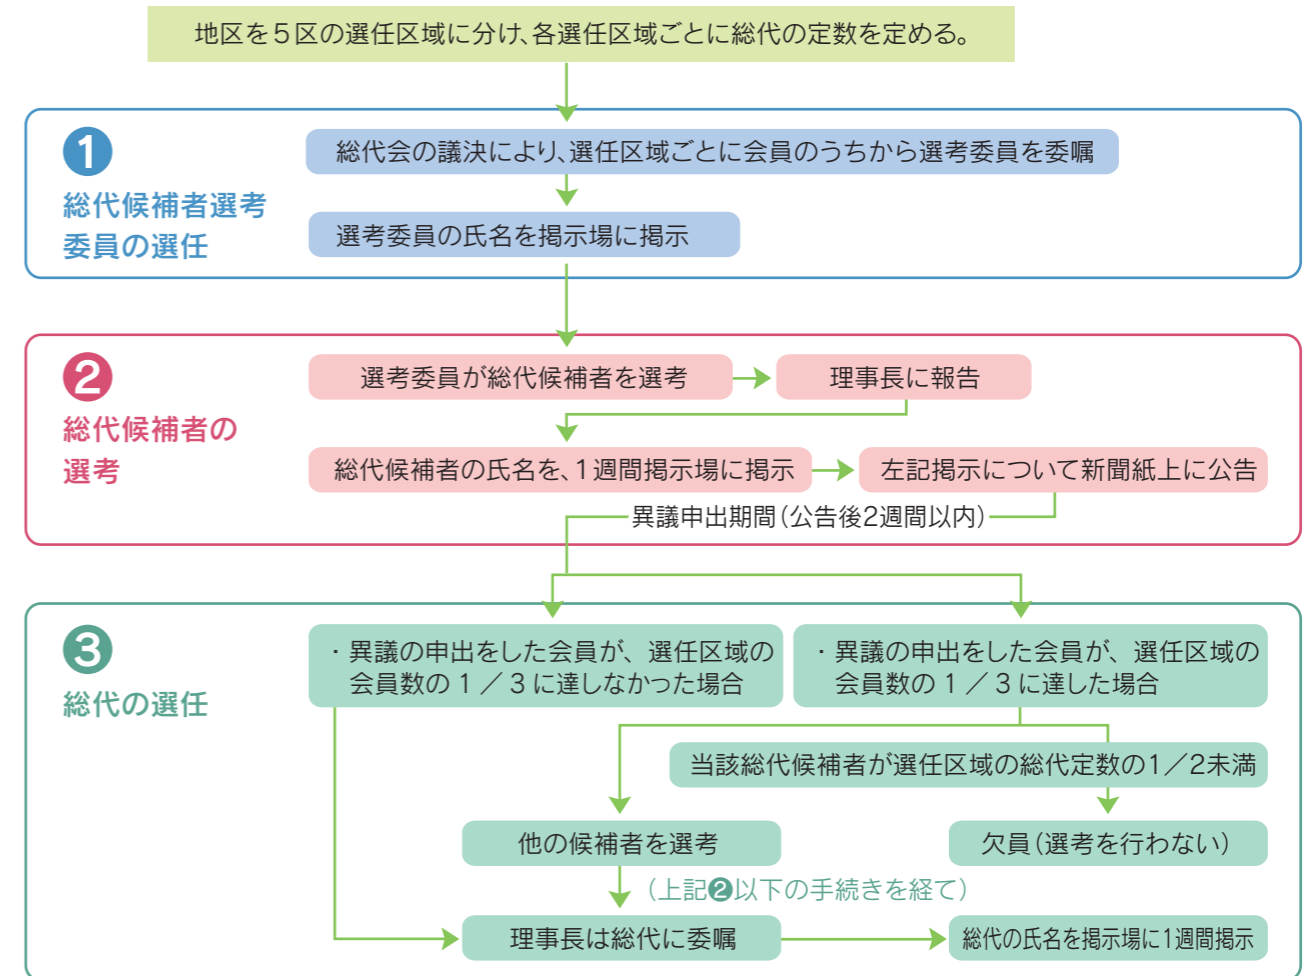 地区を5区の選任区域に分け、各選任区域ごとに総代の定数を定める。
❶
総代候補者選考
委員の選任
総代会の議決により、選任区域ごとに会員のうちから選考委員を委嘱
選考委員の氏名を掲示場に掲示
❷
総代候補者の
選考
選考委員が総代候補者を選考
理事長に報告
総代候補者の氏名を、1週間掲示場に掲示
左記掲示について新聞紙上に公告
異議申出期間(公告後2週間以内)
❸
総代の選任
・異議の申出をした会員が、選任区域の
会員数の1/3に達しなかった場合
・異議の申出をした会員が、選任区域の
会員数の1/3に達した場合
当該総代候補者が選任区域の総代定数の1/2未満
他の候補者を選考
欠員(選考を行わない)
(上記❷以下の手続きを経て)
理事長は総代に委嘱
総代の氏名を掲示場に1週間掲示